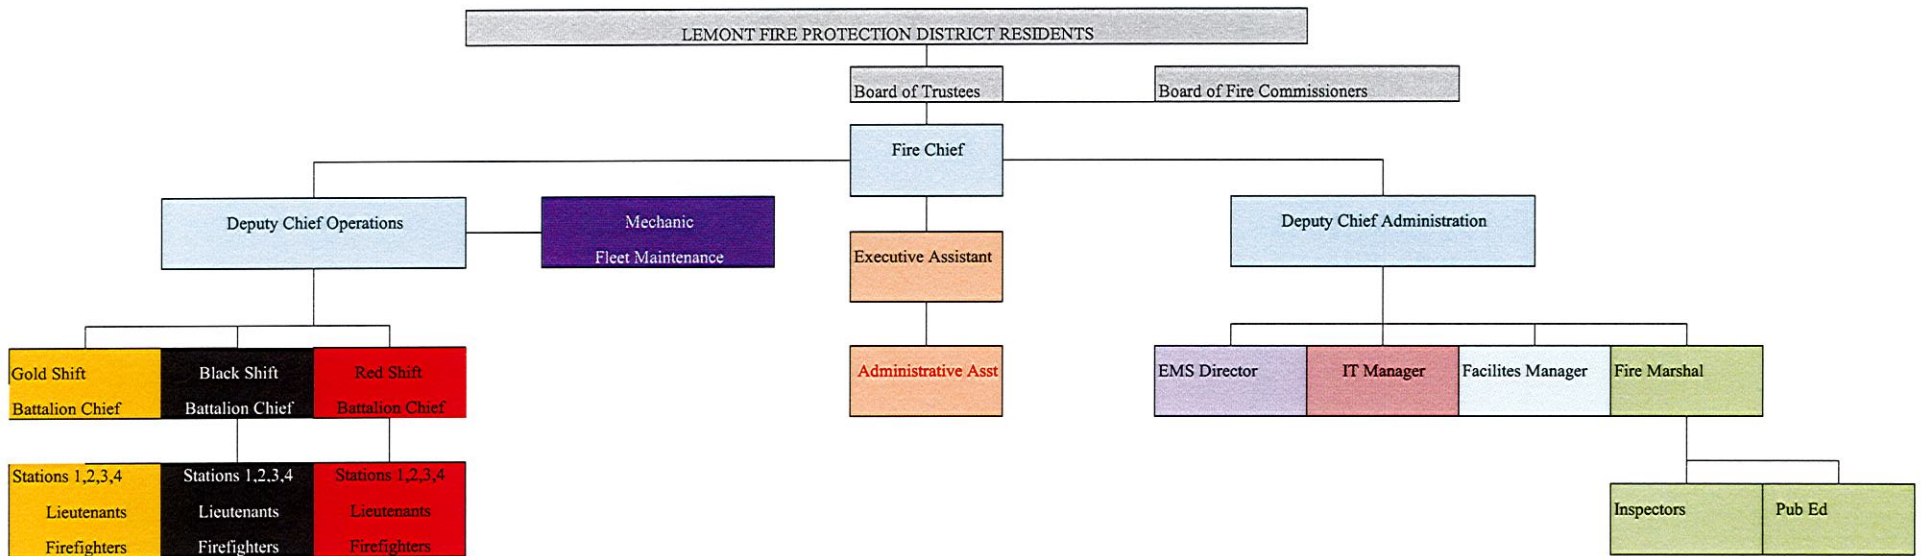 LEMONT FIRE PROTECTION DISTRICT RESIDENTS
Board of Trustees
Board of Fire Commissioners
Fire Chief
Deputy Chief Operations
Mechanic
Fleet Maintenance
Executive Assistant
Deputy Chief Administration
Gold Shift
Battalion Chief
Black Shift
Battalion Chief
Red Shift
Battalion Chief
Administrative Asst
EMS Director
IT Manager
Facilites Manager
Fire Marshal
Stations 1,2,3,4
Lieutenants
Firefighters
Stations 1,2,3,4
Lieutenants
Firefighters
Stations 1,2,3,4
Lieutenants
Firefighters
Inspectors
Pub Ed